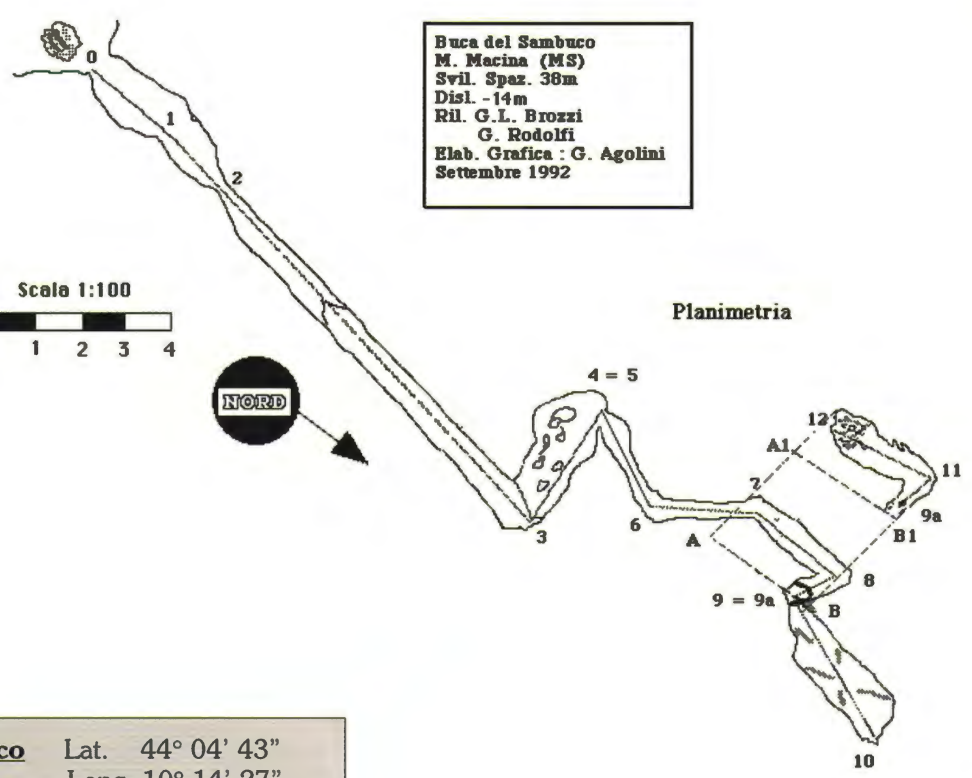 Buca del Sambuco
M. Macina (MS)
Svil. Spaz. 38m
Disl. -14m
Ril. G.L. Brozzi
G. Rodolfi
Elab. Grafica : G. Agolini
Settembre 1992
0
1
2
Scala 1:100
1 2 3 4
NORD
Planimetria
4 = 5
12
A1
11
7
9a
3
6
B1
A
8
9 = 9a
B
10
Lat. 44° 04' 43"